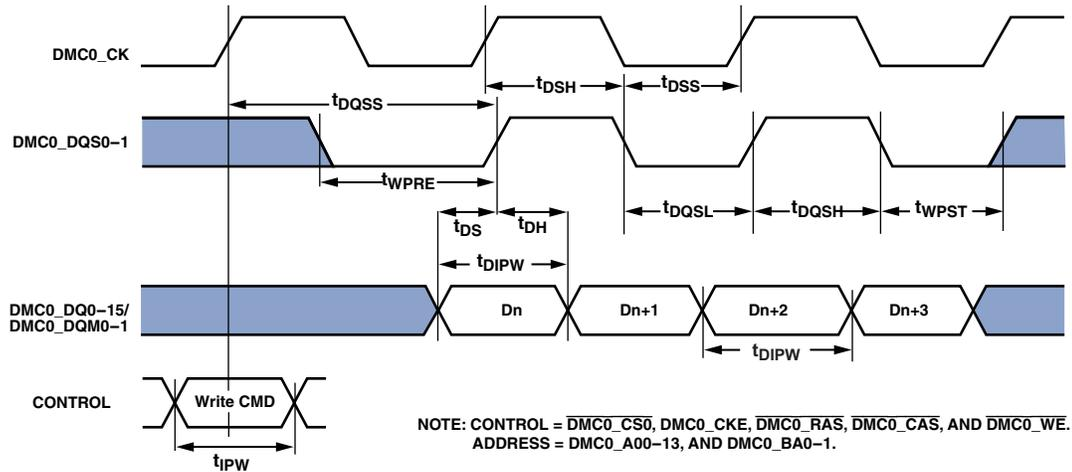 DMC0_CK
tDSH
tDSS
tDQSS
DMC0_DQS0–1
tWPRE
tDQSL
tDQSH
tWPST
tDS
tDH
tDIPW
DMC0_DQ0–15/
DMC0_DQM0–1
Dn
Dn+1
Dn+2
Dn+3
tDIPW
CONTROL
Write CMD
tIPW
NOTE: CONTROL = DMC0_CS0, DMC0_CKE, DMC0_RAS, DMC0_CAS, AND DMC0_WE.
ADDRESS = DMC0_A00–13, AND DMC0_BA0–1.